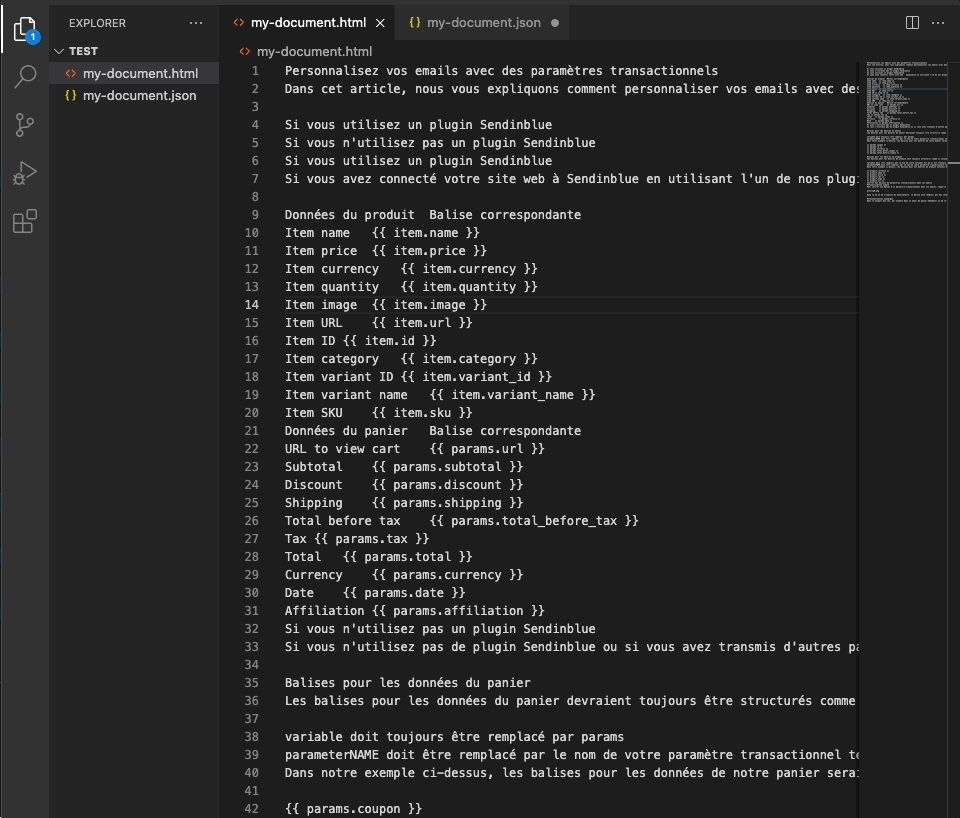 EXPLORER
my-document.html
my-document.json
1
TEST
my-document.html
my-document.json
my-document.html
1 Personnalisez vos emails avec des paramètres transactionnels
2 Dans cet article, nous vous expliquons comment personnaliser vos emails avec des
3
4 Si vous utilisez un plugin Sendinblue
5 Si vous n'utilisez pas un plugin Sendinblue
6 Si vous utilisez un plugin Sendinblue
7 Si vous avez connecté votre site web à Sendinblue en utilisant l'un de nos plug
8
9 Données du produit Balise correspondante
10 Item name {{ item.name }}
11 Item price {{ item.price }}
12 Item currency {{ item.currency }}
13 Item quantity {{ item.quantity }}
14 Item image {{ item.image }}
15 Item URL {{ item.url }}
16 Item ID {{ item.id }}
17 Item category {{ item.category }}
18 Item variant ID {{ item.variant_id }}
19 Item variant name {{ item.variant_name }}
20 Item SKU {{ item.sku }}
21 Données du panier Balise correspondante
22 URL to view cart {{ params.url }}
23 Subtotal {{ params.subtotal }}
24 Discount {{ params.discount }}
25 Shipping {{ params.shipping }}
26 Total before tax {{ params.total_before_tax }}
27 Tax {{ params.tax }}
28 Total {{ params.total }}
29 Currency {{ params.currency }}
30 Date {{ params.date }}
31 Affiliation {{ params.affiliation }}
32 Si vous n'utilisez pas un plugin Sendinblue
33 Si vous n'utilisez pas de plugin Sendinblue ou si vous avez transmis d'autres pa
34
35 Balises pour les données du panier
36 Les balises pour les données du panier devraient toujours être structurés comme
37
38 variable doit toujours être remplacé par params
39 parameterNAME doit être remplacé par le nom de votre paramètre transactionnel te
40 Dans notre exemple ci-dessus, les balises pour les données de notre panier serai
41
42 {{ params.coupon }}